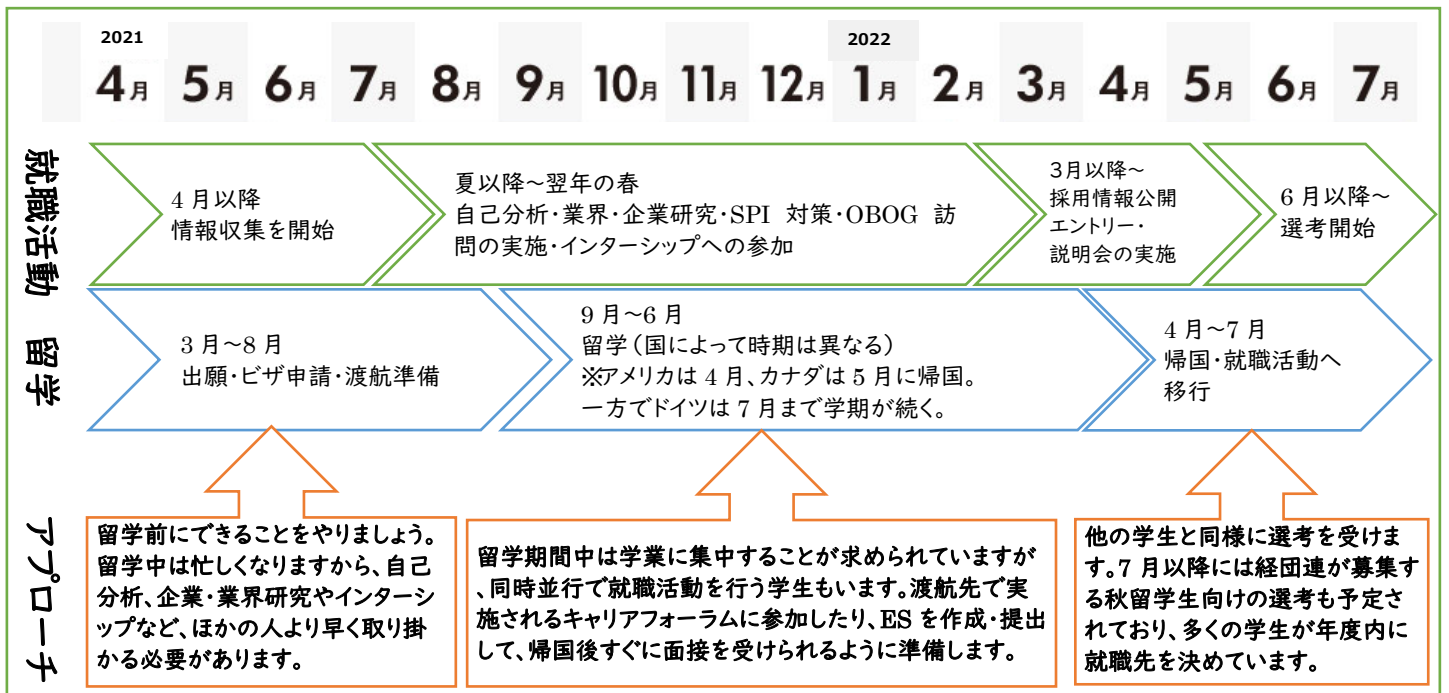 2021
2022
4月 5月 6月 7月 8月 9月 10月 11月 12月 1月 2月 3月 4月 5月 6月 7月
就職活動
4月以降
情報収集を開始
夏以降～翌年の春
自己分析・業界・企業研究・SPI 対策・OBOG 訪
問の実施・インターシップへの参加
3月以降～
採用情報公開
エントリー・
説明会の実施
6月以降～
選考開始
留学
3月～8月
出願・ビザ申請・渡航準備
9月～6月
留学（国によって時期は異なる）
※アメリカは4月、カナダは5月に帰国。
一方でドイツは7月まで学期が続く。
4月～7月
帰国・就職活動へ
移行
アプローチ
留学前にできることをやりましょう。
留学中は忙しくなりますから、自己
分析、企業・業界研究やインターシ
ップなど、ほかの人より早く取り掛
かる必要があります。
留学期間中は学業に集中することが求められていますが
、同時並行で就職活動を行う学生もいます。渡航先で実
施されるキャリアフォーラムに参加したり、ESを作成・提出
して、帰国後すぐに面接を受けられるように準備します。
他の学生と同様に選考を受けま
す。7月以降には経団連が募集す
る秋留学生向けの選考も予定さ
れており、多くの学生が年度内に
就職先を決めています。